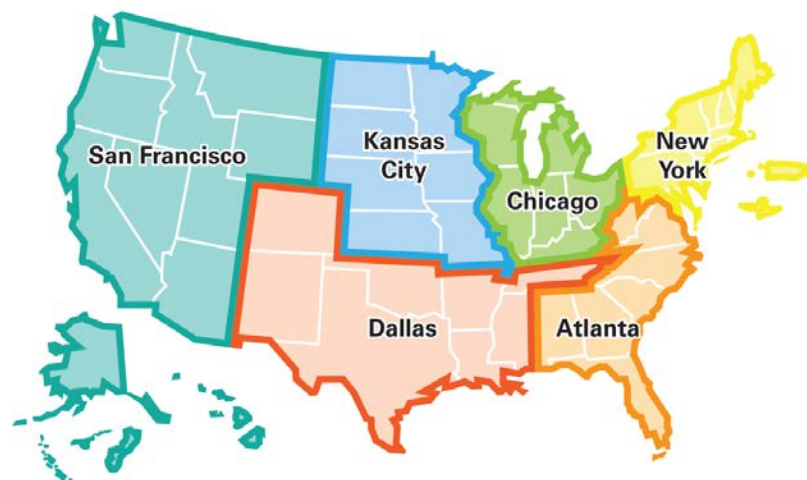 San Francisco
Kansas
City
Chicago
New
York
Dallas
Atlanta